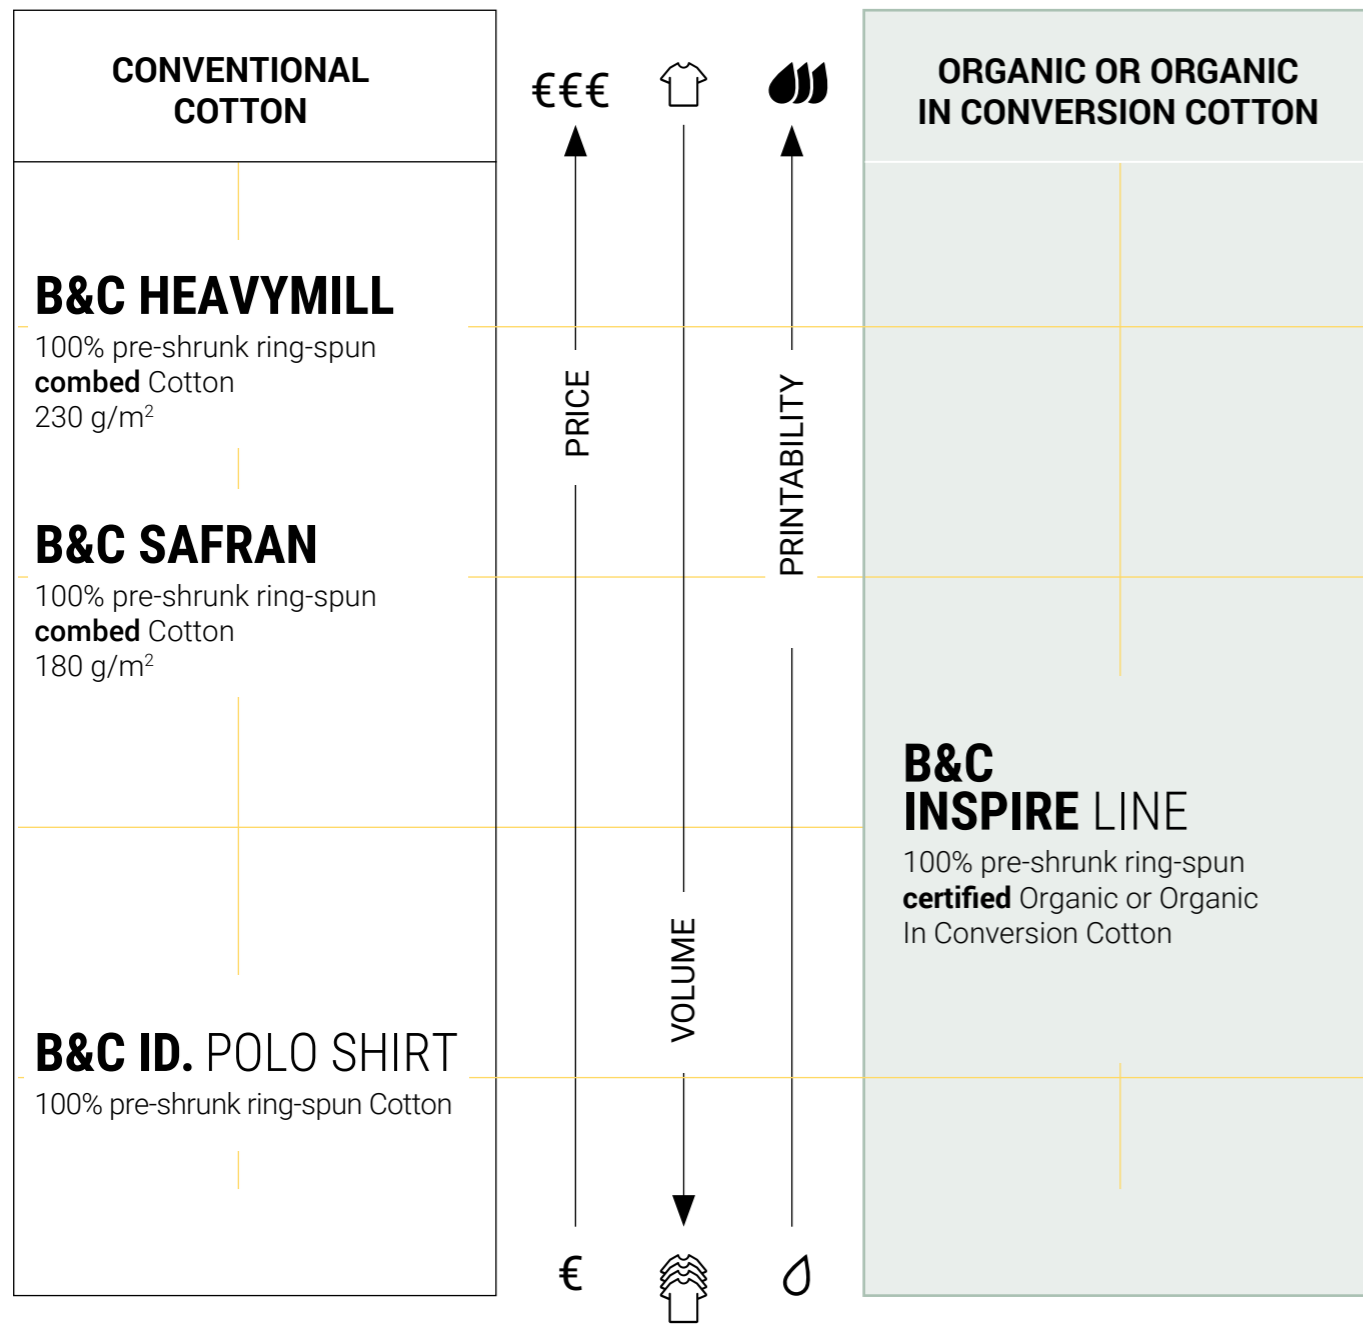 CONVENTIONAL
COTTON
B&C HEAVYMILL
100% pre-shrunk ring-spun
combed Cotton
230 g/m²
B&C SAFRAN
100% pre-shrunk ring-spun
combed Cotton
180 g/m²
B&C ID. POLO SHIRT
100% pre-shrunk ring-spun Cotton
€€€
PRICE
€
VOLUME
PRINTABILITY
ORGANIC OR ORGANIC
IN CONVERSION COTTON
B&C
INSPIRE LINE
100% pre-shrunk ring-spun
certified Organic or Organic
In Conversion Cotton